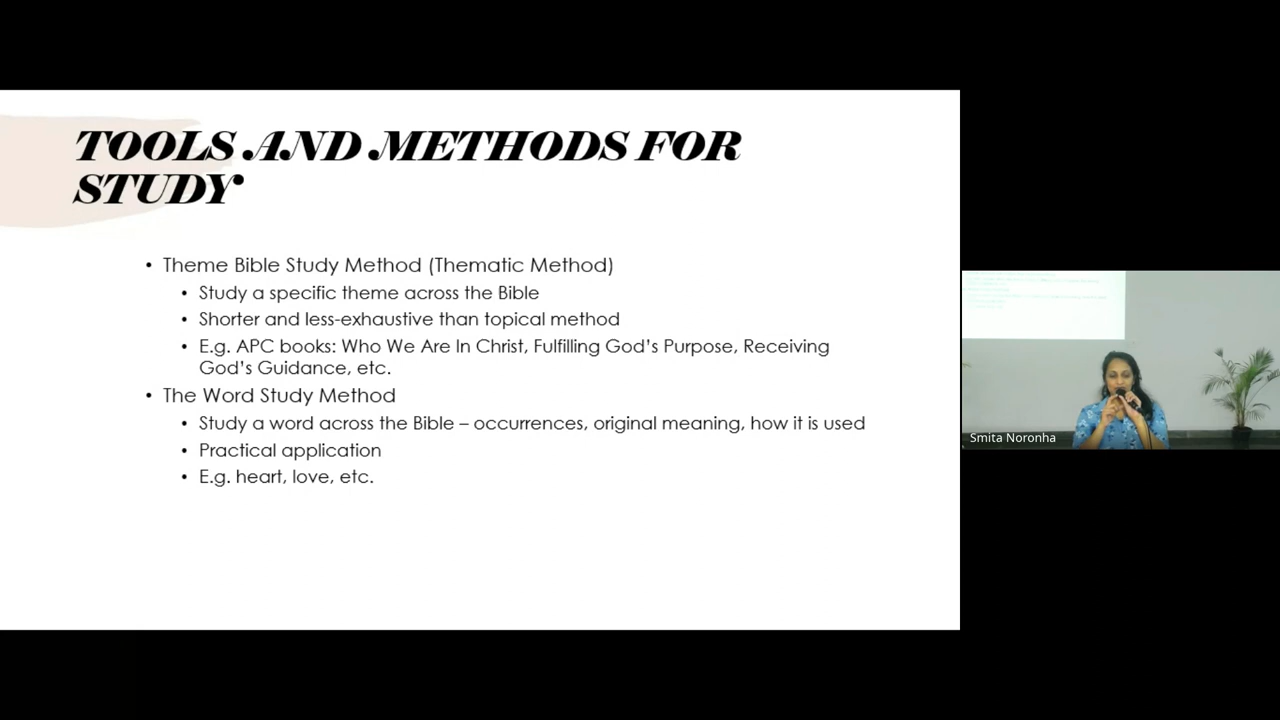 TOOLS AND METHODS FOR
STUDY
• Theme Bible Study Method (Thematic Method)
• Study a specific theme across the Bible
• Shorter and less-exhaustive than topical method
• E.g. APC books: Who We Are In Christ, Fulfilling God's Purpose, Receiving
God's Guidance, etc.
• The Word Study Method
• Study a word across the Bible – occurrences, original meaning, how it is used
• Practical application
• E.g. heart, love, etc.
Smita Noronha